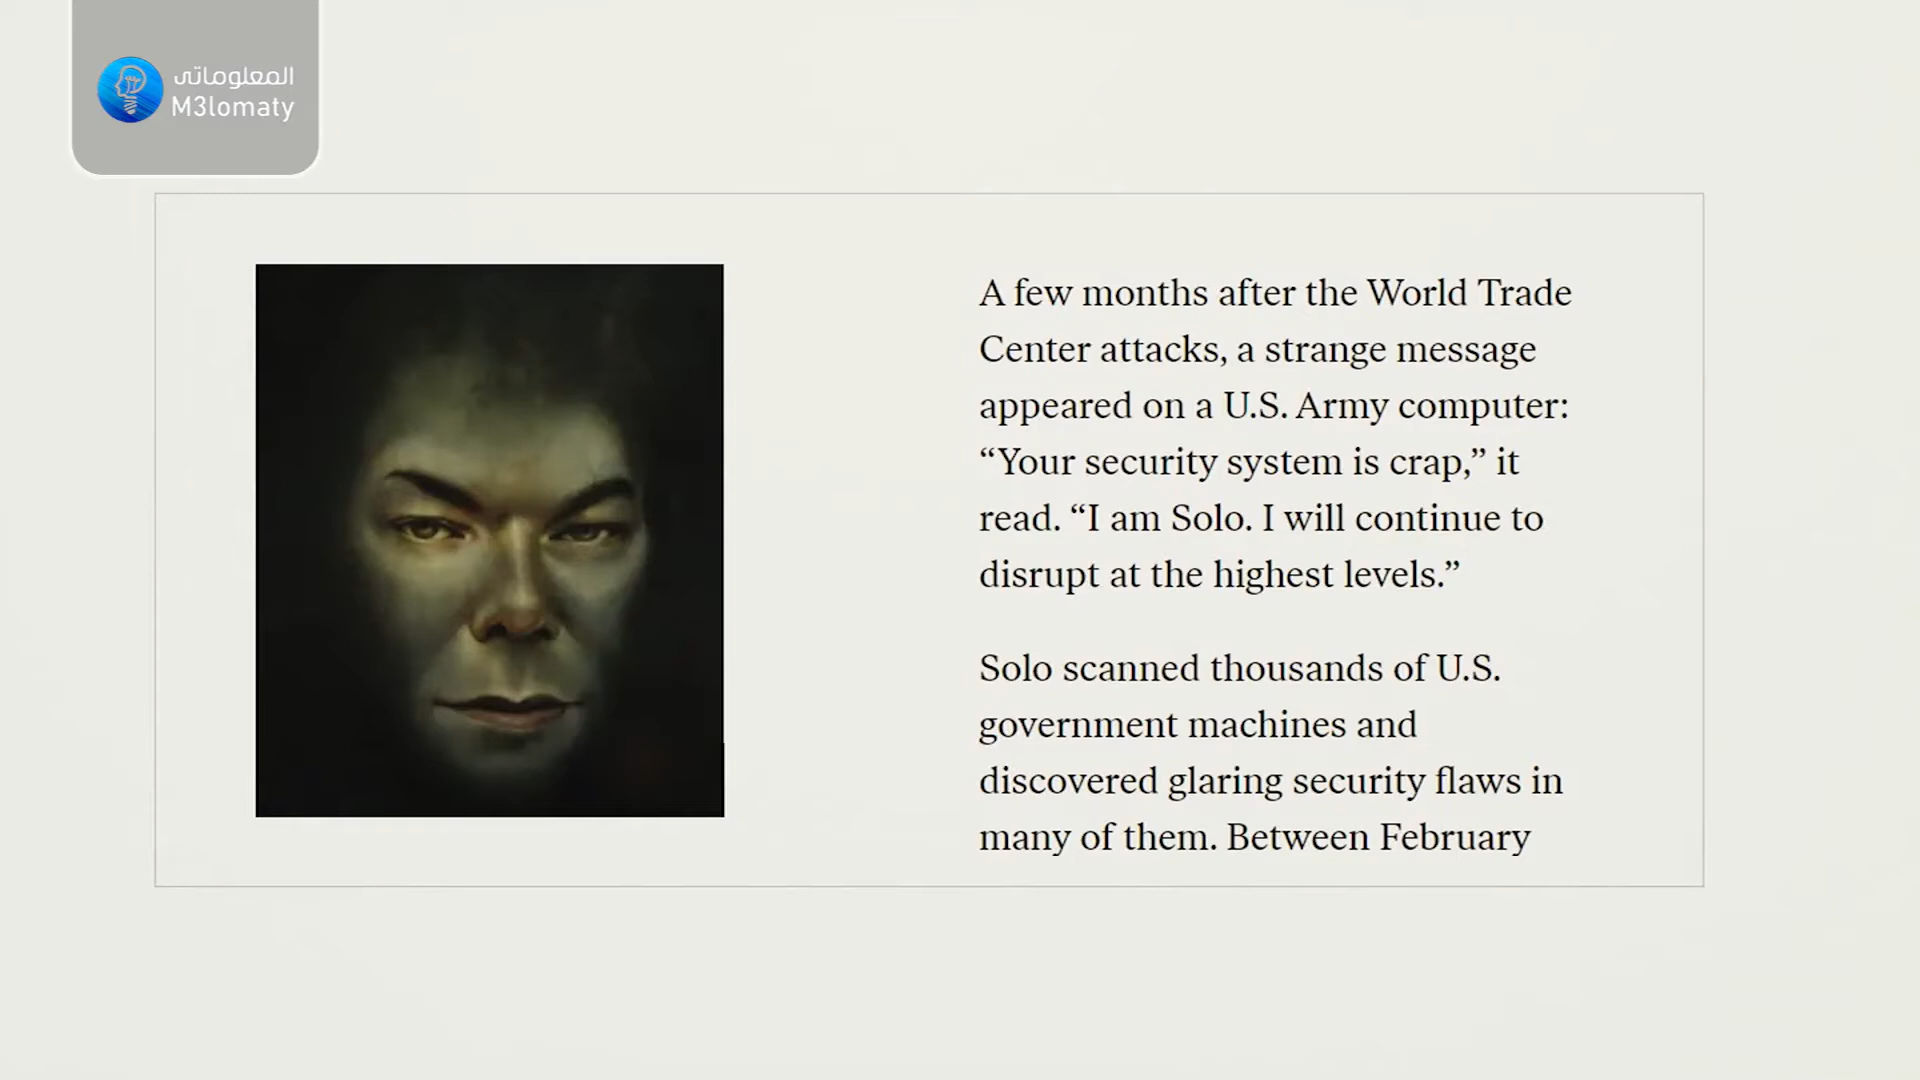 المعلوماتى
M3lomaty
A few months after the World Trade
Center attacks, a strange message
appeared on a U.S. Army computer:
“Your security system is crap,” it
read. “I am Solo. I will continue to
disrupt at the highest levels.”
Solo scanned thousands of U.S.
government machines and
discovered glaring security flaws in
many of them. Between February